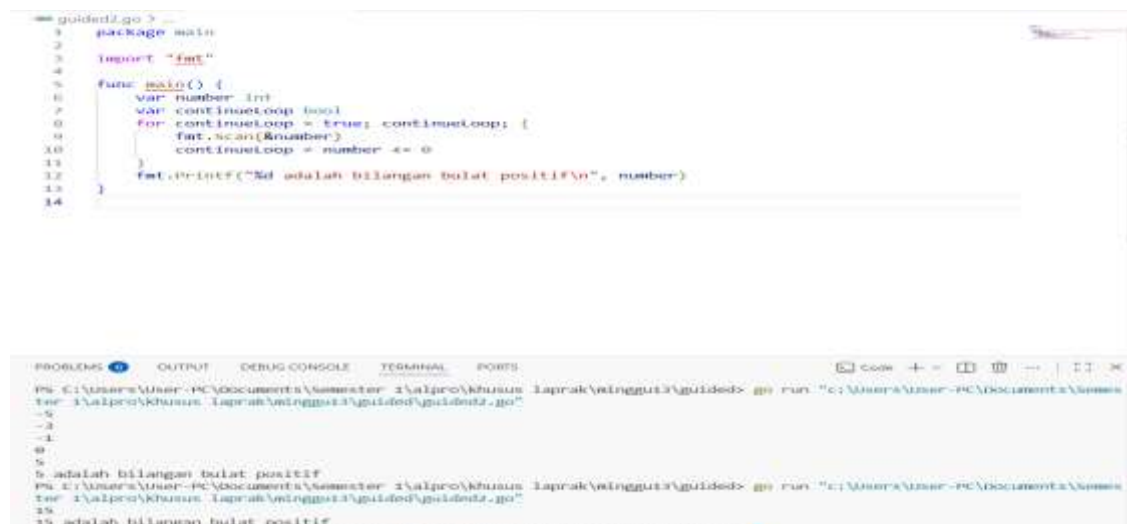 guided2.go > ...
1 package main
2
3 import "fmt"
4
5 func main() {
6 var number int
7 var continueLoop bool
8 for continueLoop = true; continueLoop; {
9 fmt.Scan(&number)
10 continueLoop = number <= 0
11 }
12 fmt.Printf("%d adalah bilangan bulat positif\n", number)
13 }
14
PROBLEMS OUTPUT DEBUG CONSOLE TERMINAL PORTS Code
PS C:\Users\User-PC\Documents\Semester 1\alpro\khusus laprak\minggu13\guided> go run "c:\Users\User-PC\Documents\Semes
ter 1\alpro\khusus laprak\minggu13\guided\guided2.go"
-5
-3
-1
0
5
5 adalah bilangan bulat positif
PS C:\Users\User-PC\Documents\Semester 1\alpro\khusus laprak\minggu13\guided> go run "c:\Users\User-PC\Documents\Semes
ter 1\alpro\khusus laprak\minggu13\guided\guided2.go"
15
15 adalah bilangan bulat positif